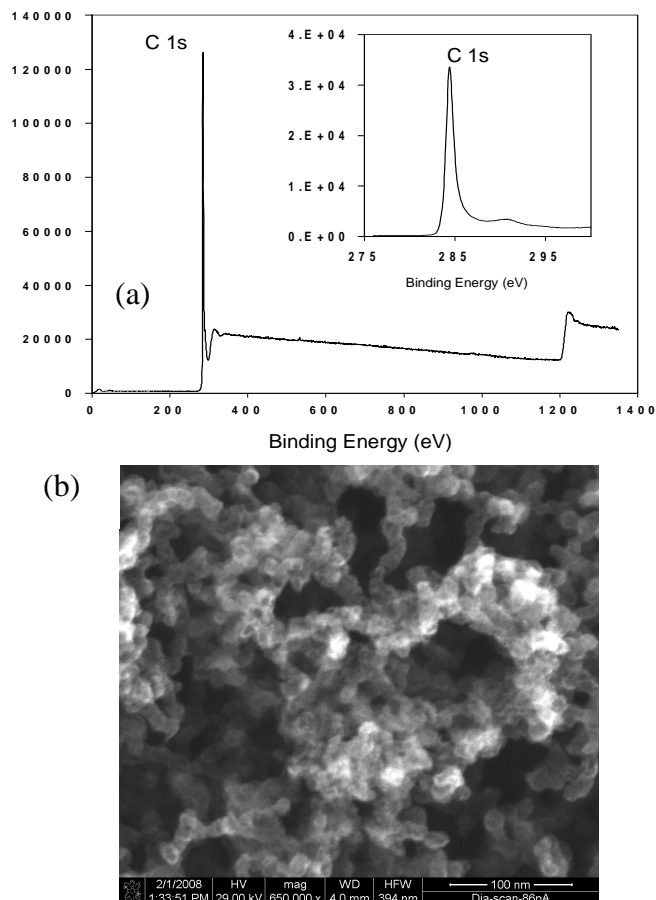 140000
120000
100000
80000
60000
40000
20000
0
0 200 400 600 800 1000 1200 1400
Binding Energy (eV)
C 1s
(a)
4.E+04
3.E+04
2.E+04
1.E+04
0.E+00
275 285 295
Binding Energy (eV)
C 1s
(b)
2/1/2008 HV mag WD HFW 100 nm
1:33:51 PM 29.00 kV 650 000 x 4.0 mm 394 nm Dia-scan-86pA